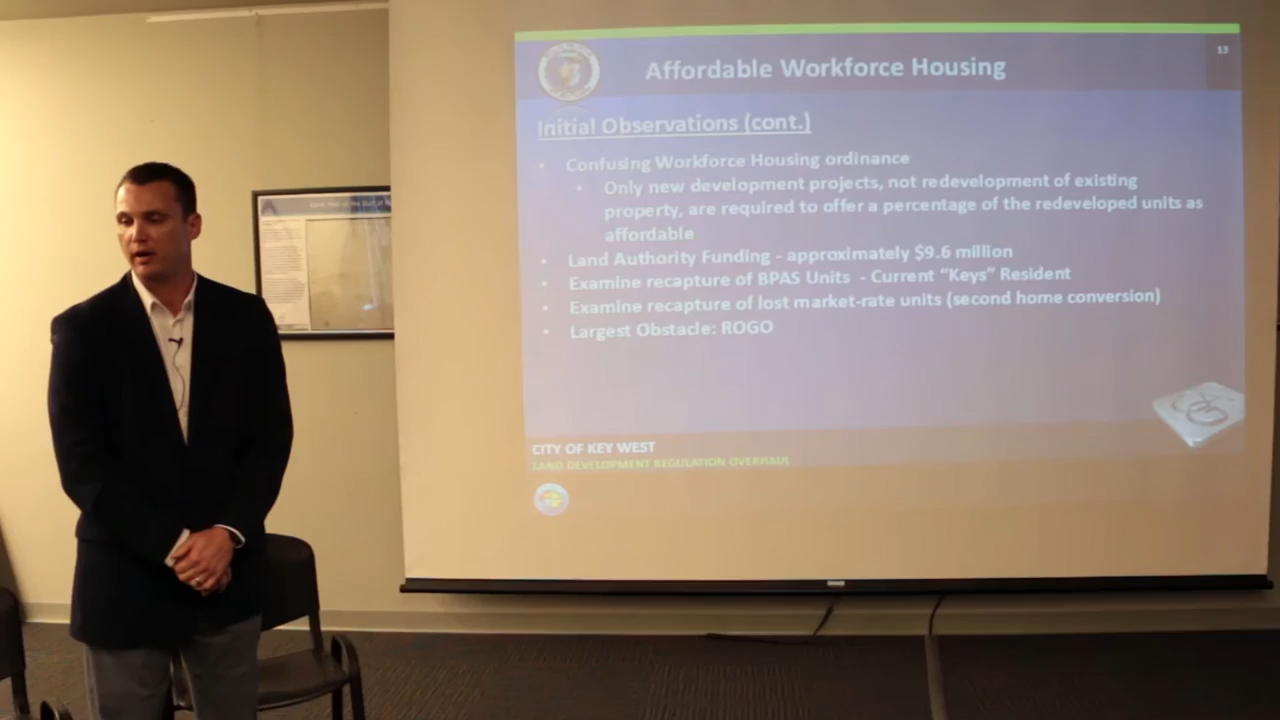 13
Affordable Workforce Housing
Initial Observations (cont.)
• Confusing Workforce Housing ordinance
• Only new development projects, not redevelopment of existing
property, are required to offer a percentage of the redeveloped units as
affordable
• Land Authority Funding - approximately $9.6 million
• Examine recapture of BPAS Units - Current “Keys” Resident
• Examine recapture of lost market-rate units (second home conversion)
• Largest Obstacle: ROGO
CITY OF KEY WEST
LAND DEVELOPMENT REGULATION OVERHAUL